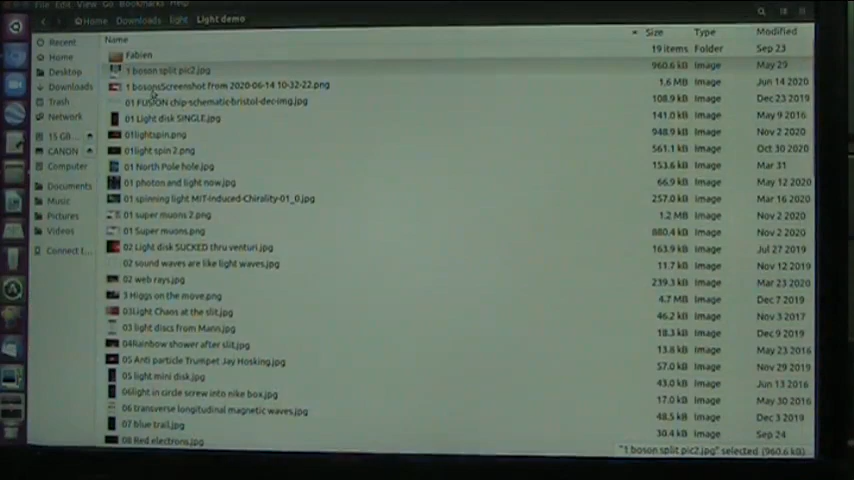 File Edit View Go Bookmarks Help
Home Downloads light Light demo
Name Size Type Modified
Recent
Home
Desktop
Downloads
Trash
Network
15 GB...
CANON
Computer
Documents
Music
Pictures
Videos
Connect t...
Fabien 19 items Folder Sep 23
1 boson split pic2.jpg 960.6 kB Image May 29
1 bosonsScreenshot from 2020-06-14 10-32-22.png 1.6 MB Image Jun 14 2020
01 FUSION chip-schematic-bristol-dec-img.jpg 108.9 kB Image Dec 23 2019
01 Light disk SINGLE.jpg 141.0 kB Image May 9 2016
01lightspin.png 948.9 kB Image Nov 2 2020
01light spin 2.png 561.1 kB Image Oct 30 2020
01 North Pole hole.jpg 153.6 kB Image Mar 31
01 photon and light now.jpg 66.9 kB Image May 12 2020
01 spinning light MIT-Induced-Chirality-01_0.jpg 257.0 kB Image Mar 16 2020
01 super muons 2.png 1.2 MB Image Nov 2 2020
01 Super muons.png 880.4 kB Image Nov 2 2020
02 Light disk SUCKED thru venturi.jpg 163.9 kB Image Jul 27 2019
02 sound waves are like light waves.jpg 11.7 kB Image Nov 12 2019
02 web rays.jpg 239.3 kB Image Mar 23 2020
3 Higgs on the move.png 4.7 MB Image Dec 7 2019
03Light Chaos at the slit.jpg 46.2 kB Image Nov 3 2017
03 light discs from Mann.jpg 18.3 kB Image Dec 9 2019
04Rainbow shower after slit.jpg 13.8 kB Image May 23 2016
05 Anti particle Trumpet Jay Hosking.jpg 57.0 kB Image Nov 29 2019
05 light mini disk.jpg 43.0 kB Image Jun 13 2016
06light in circle screw into nike box.jpg 17.0 kB Image May 30 2016
06 transverse longitudinal magnetic waves.jpg 48.5 kB Image Dec 3 2019
07 blue trail.jpg 30.4 kB Image Sep 24
08 Red electrons.jpg
"1 boson split pic2.jpg" selected (960.6 kB)